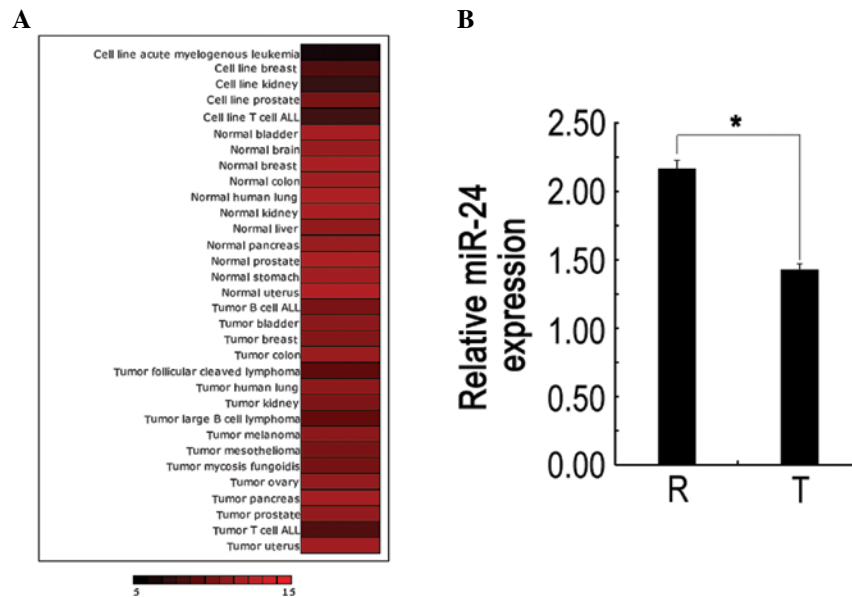 A
Cell line acute myelogenous leukemia
Cell line breast
Cell line kidney
Cell line prostate
Cell line T cell ALL
Normal bladder
Normal brain
Normal breast
Normal colon
Normal human lung
Normal kidney
Normal liver
Normal pancreas
Normal prostate
Normal stomach
Normal uterus
Tumor B cell ALL
Tumor bladder
Tumor breast
Tumor colon
Tumor follicular cleaved lymphoma
Tumor human lung
Tumor kidney
Tumor large B cell lymphoma
Tumor melanoma
Tumor mesothelioma
Tumor mycosis fungoidis
Tumor ovary
Tumor pancreas
Tumor prostate
Tumor T cell ALL
Tumor uterus
5 15
B
Relative miR-24
expression
2.50
2.00
1.50
1.00
0.50
0.00
*
R T